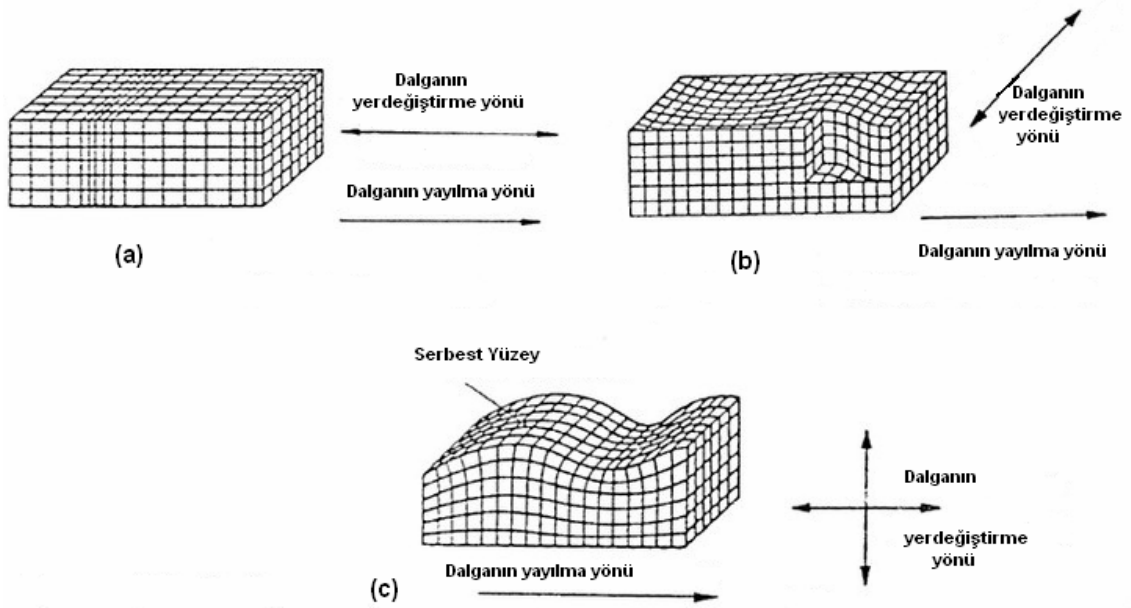 Dalganın
yerdeğiştirme yönü
Dalganın yayılma yönü
(a)
Dalganın
yerdeğiştirme
yönü
Dalganın yayılma yönü
(b)
Serbest Yüzey
Dalganın
yerdeğiştirme
yönü
Dalganın yayılma yönü
(c)